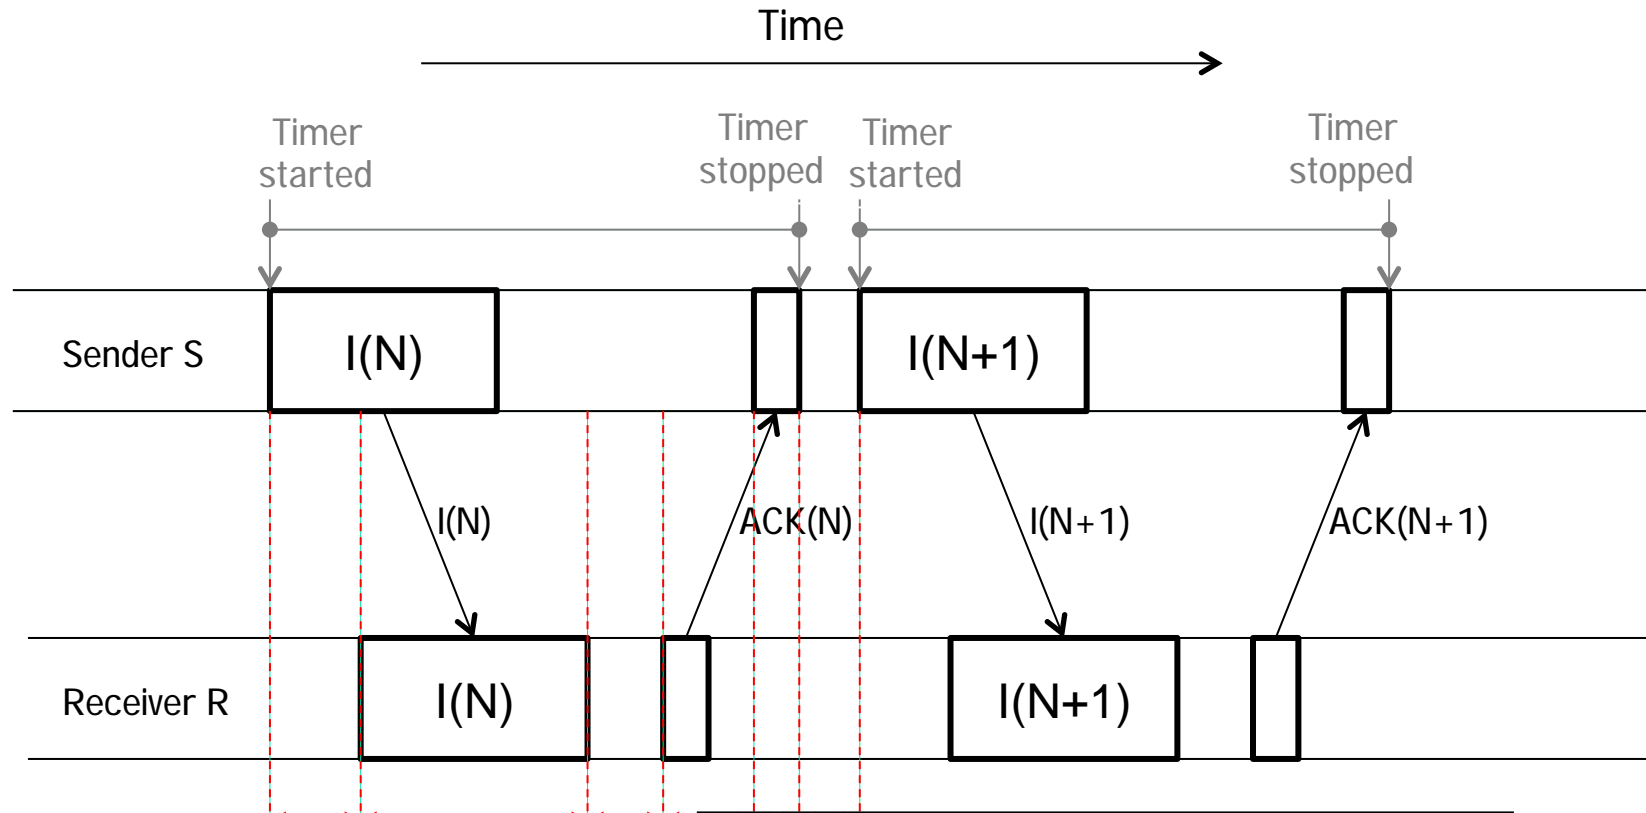 Time
Timer
started
Timer
stopped
Timer
started
Timer
stopped
Sender S
I(N)
I(N+1)
I(N)
ACK(N)
I(N+1)
ACK(N+1)
Receiver R
I(N)
I(N+1)